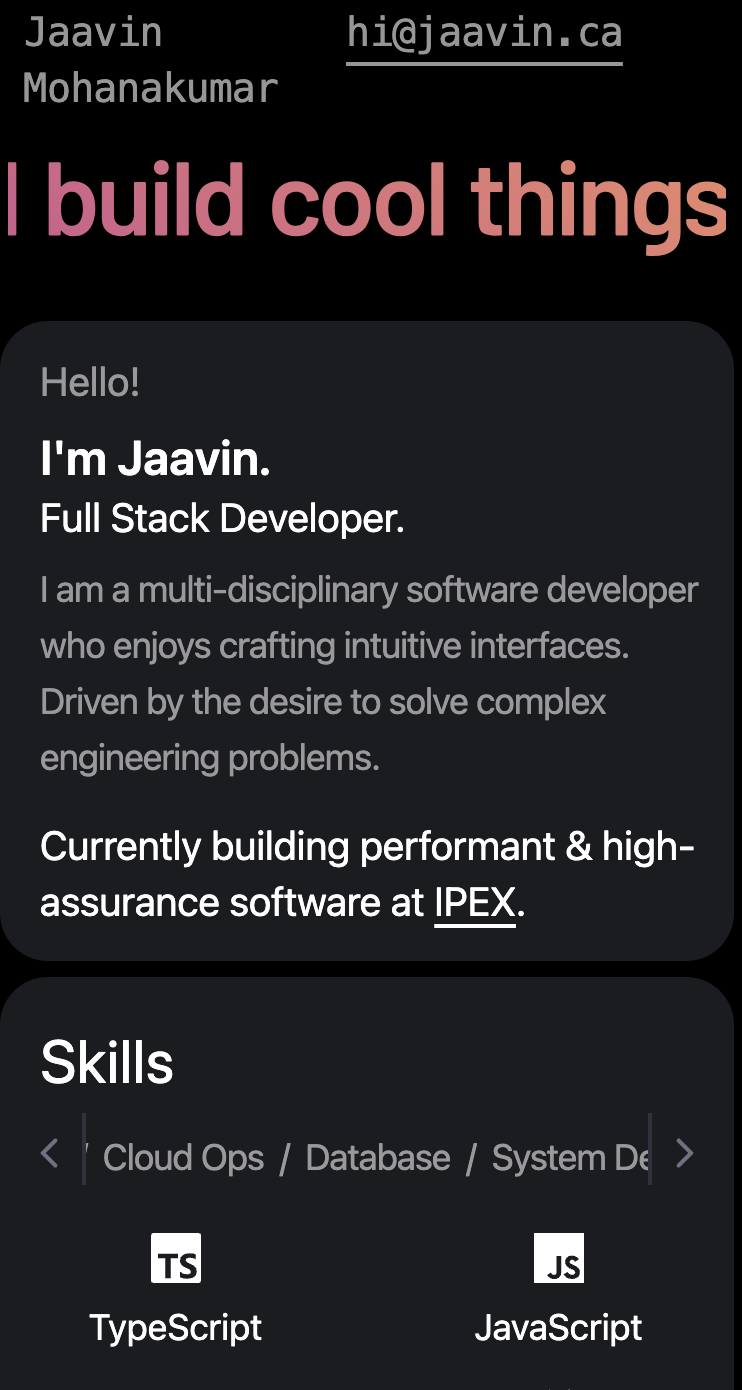 Jaavin
Mohanakumar
hi@jaavin.ca
I build cool things
Hello!
I'm Jaavin.
Full Stack Developer.
I am a multi-disciplinary software developer
who enjoys crafting intuitive interfaces.
Driven by the desire to solve complex
engineering problems.
Currently building performant & high-
assurance software at IPEX.
Skills
/ Cloud Ops / Database / System De
TS
JS
TypeScript
JavaScript